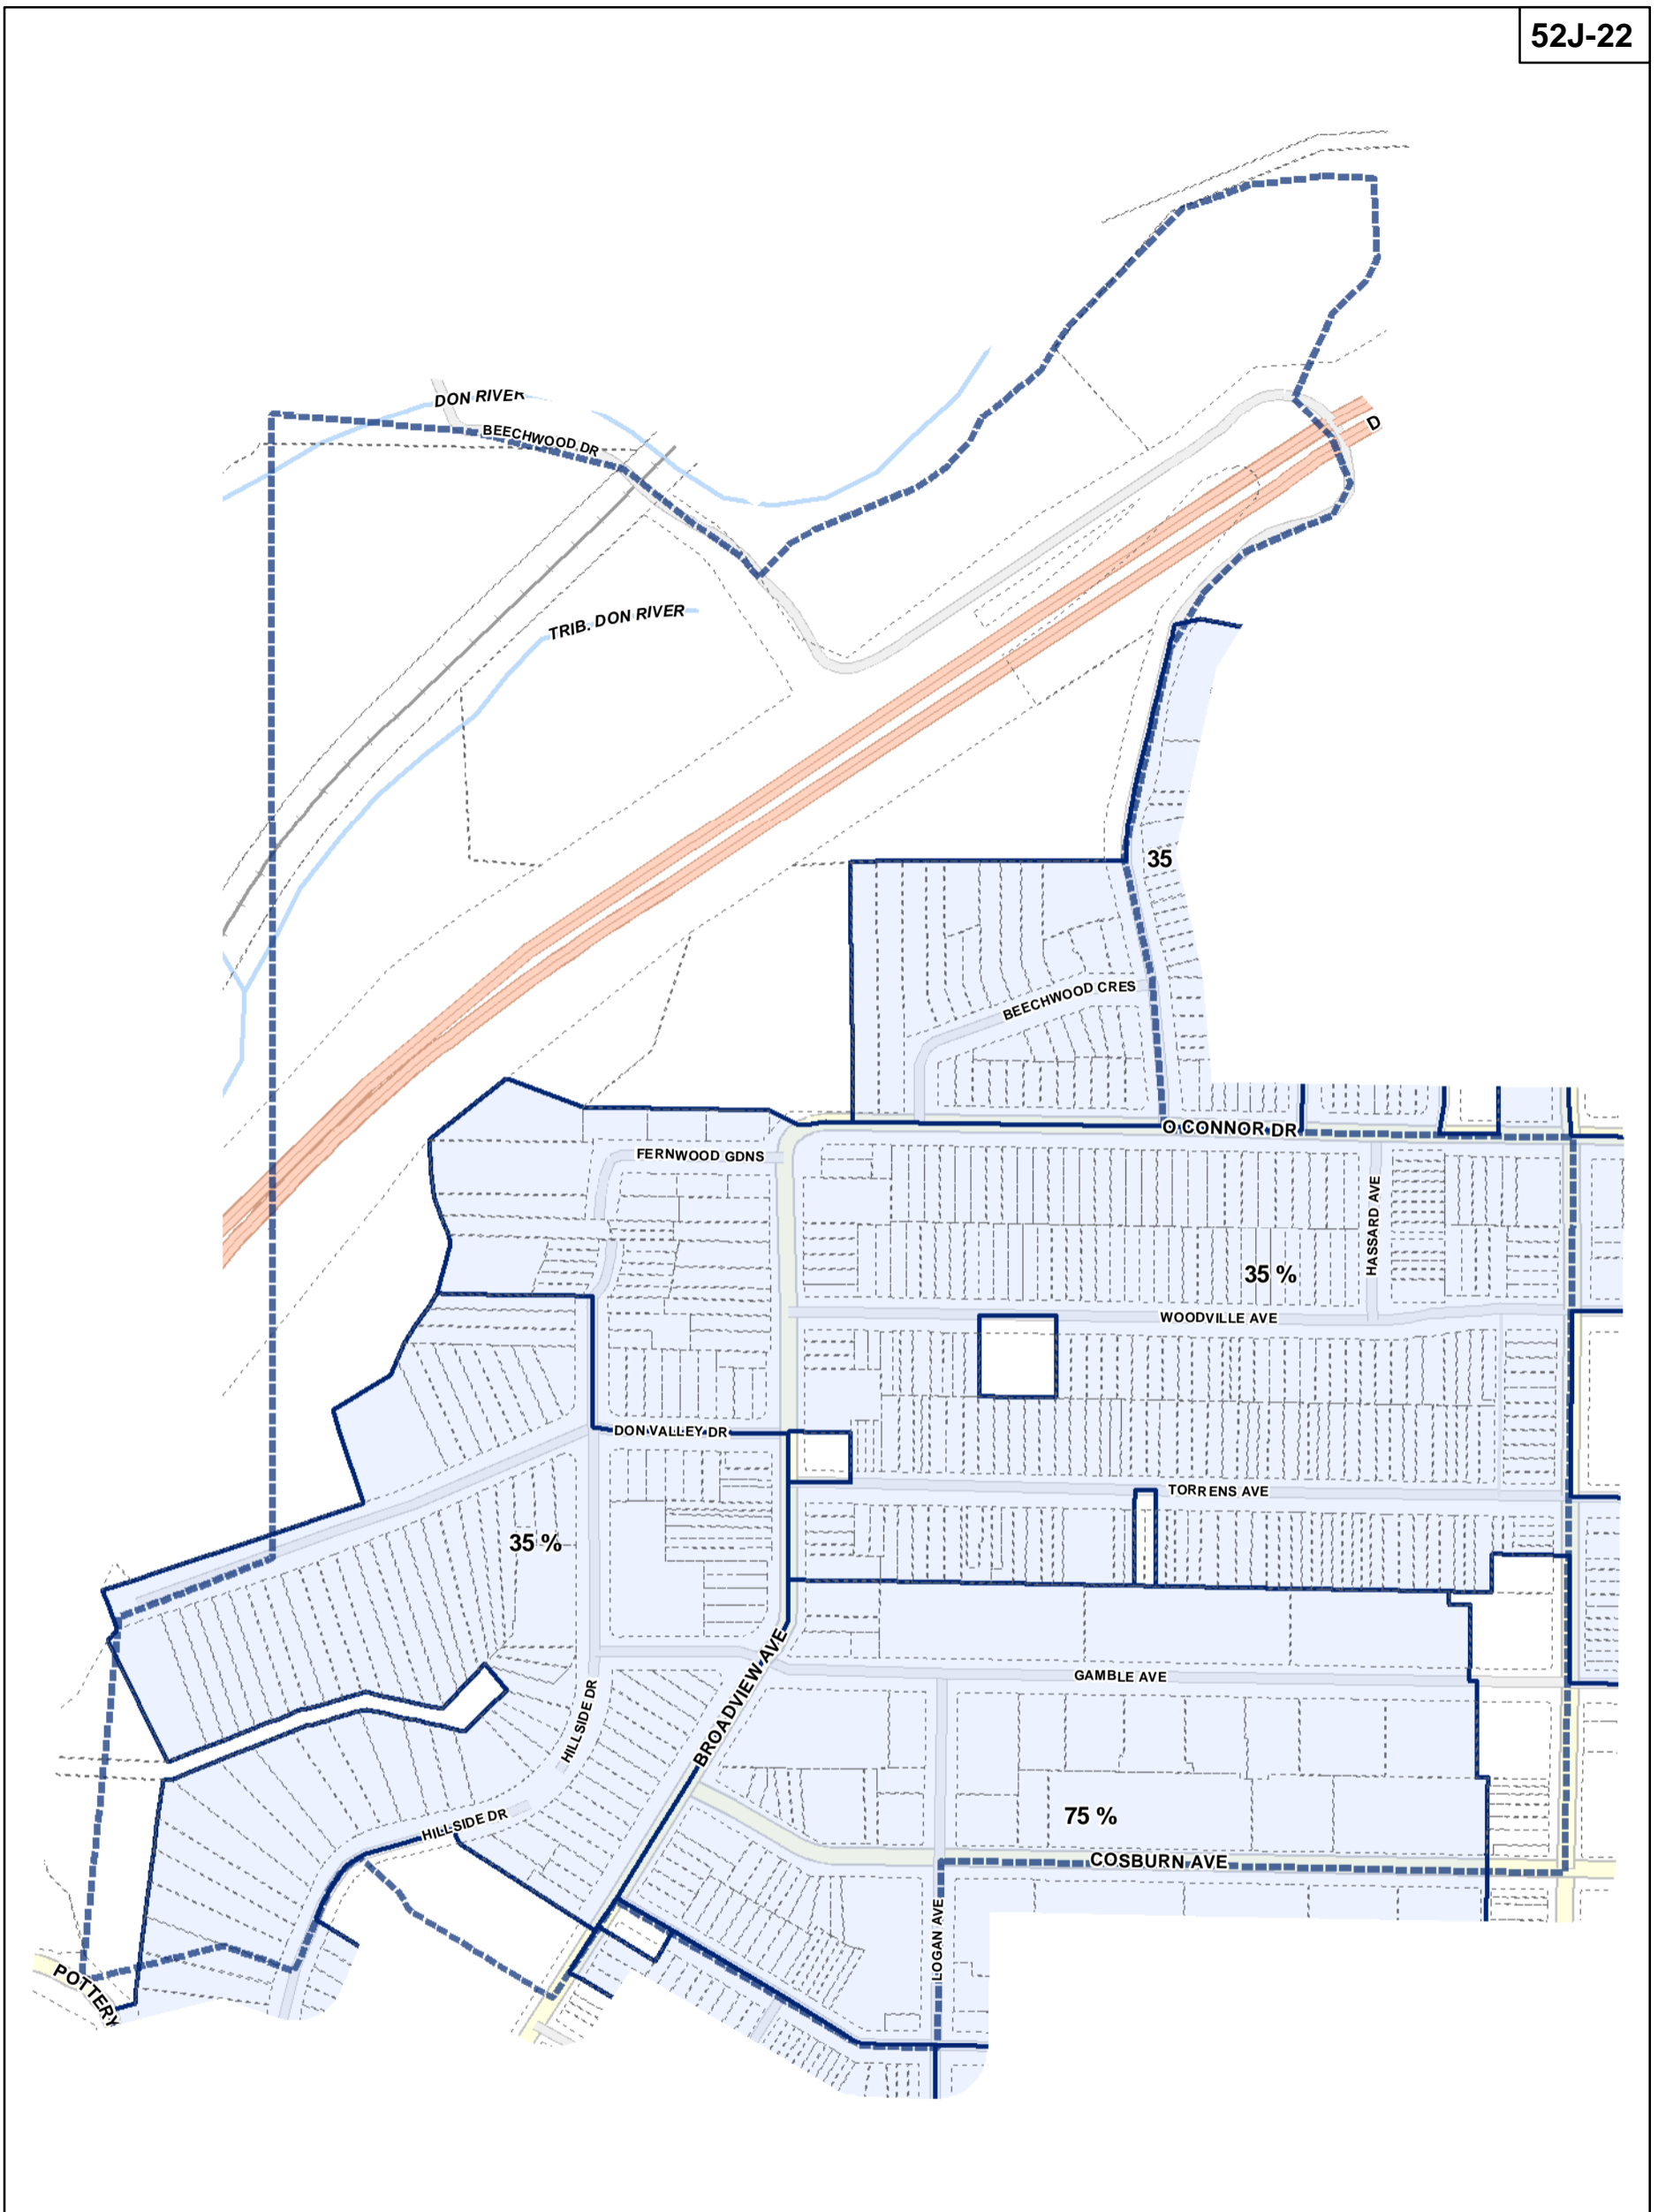 52J-22
D
DON RIVER
BEECHWOOD DR
TRIB. DON RIVER
35
BEECHWOOD CRES
O CONNOR DR
FERNWOOD GDNS
HASSARD AVE
35 %
WOODVILLE AVE
DON VALLEY DR
TORRENS AVE
35 %
GAMBLE AVE
BROADVIEW AVE
HILLSIDE DR
75 %
HILLSIDE DR
COSBURN AVE
LOGAN AVE
POTTERY